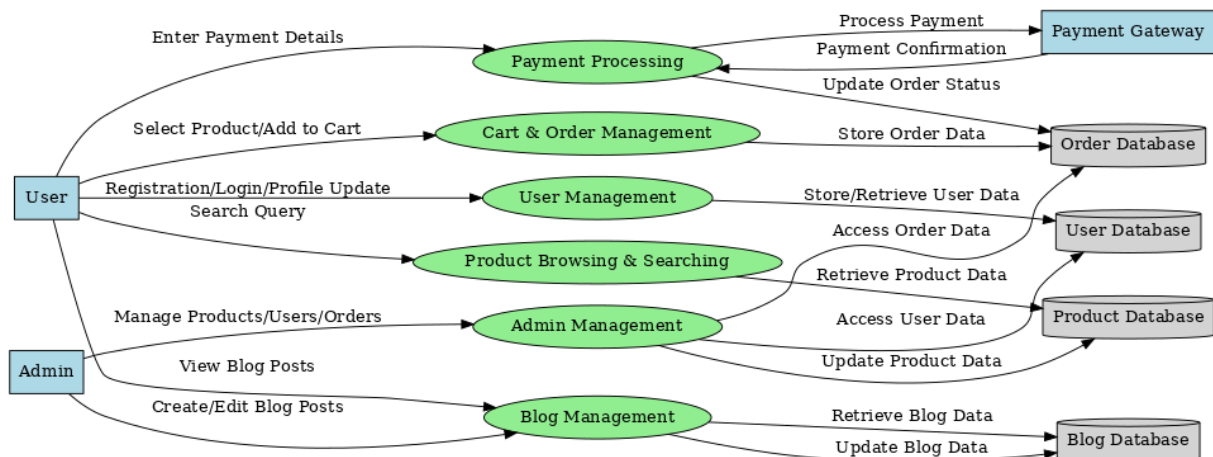 Process Payment
Payment Gateway
Enter Payment Details
Payment Confirmation
Payment Processing
Update Order Status
Select Product/Add to Cart
Cart & Order Management
Store Order Data
Order Database
Registration/Login/Profile Update
User
User Management
Store/Retrieve User Data
Search Query
Access Order Data
User Database
Product Browsing & Searching
Retrieve Product Data
Manage Products/Users/Orders
Admin Management
Access User Data
Product Database
Admin
View Blog Posts
Update Product Data
Create/Edit Blog Posts
Blog Management
Retrieve Blog Data
Blog Database
Update Blog Data